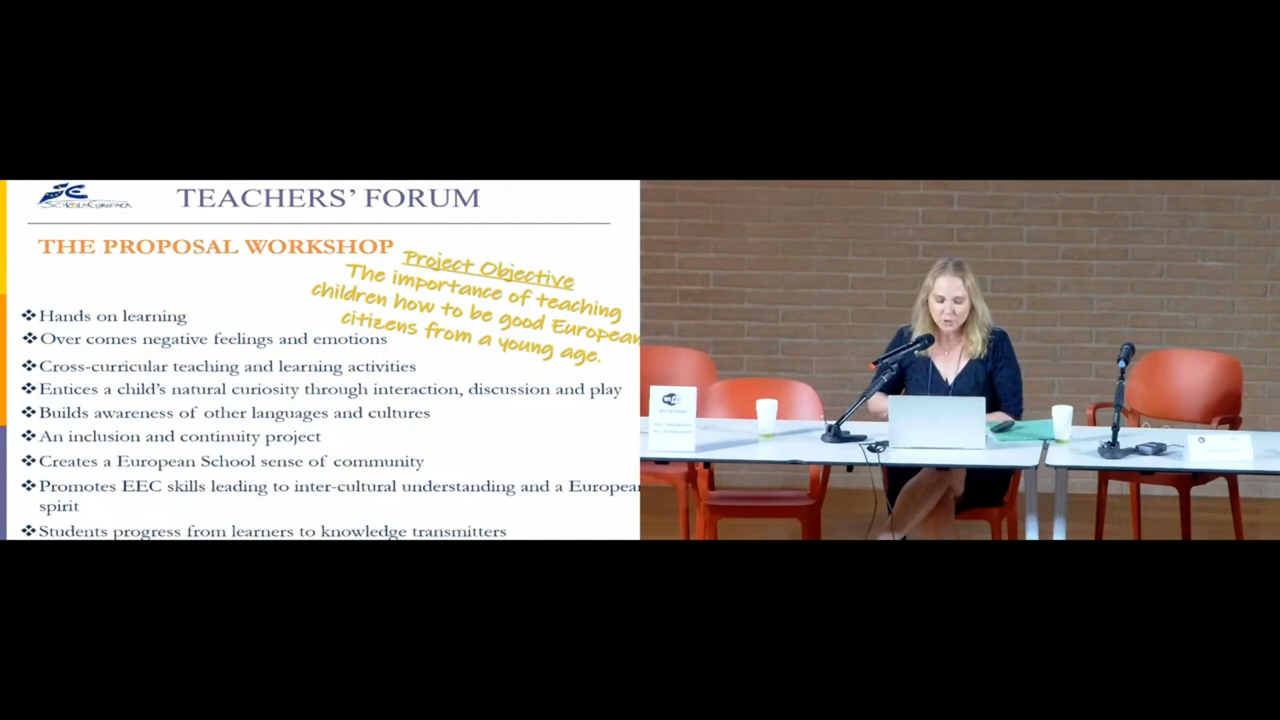 SCHOLA EUROPAEA
TEACHERS' FORUM
THE PROPOSAL WORKSHOP
Project Objective
The importance of teaching
children how to be good European
citizens from a young age.
❖Hands on learning
❖Over comes negative feelings and emotions
❖Cross-curricular teaching and learning activities
❖Entices a child's natural curiosity through interaction, discussion and play
❖Builds awareness of other languages and cultures
❖An inclusion and continuity project
❖Creates a European School sense of community
❖Promotes EEC skills leading to inter-cultural understanding and a European
spirit
❖Students progress from learners to knowledge transmitters
WiFi